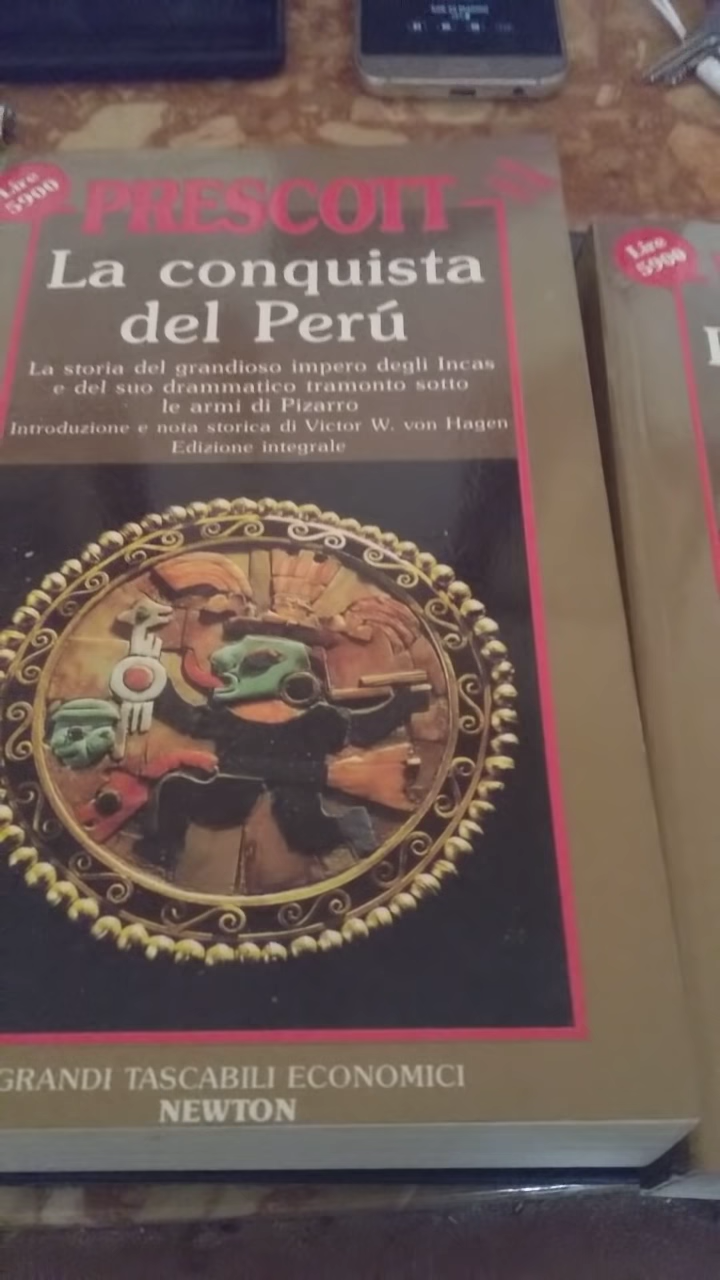 Lire
5900
PRESCOTT
La conquista
del Perú
La storia del grandioso impero degli Incas
e del suo drammatico tramonto sotto
le armi di Pizarro
Introduzione e nota storica di Victor W. von Hagen
Edizione integrale
GRANDI TASCABILI ECONOMICI
NEWTON
Lire
5900